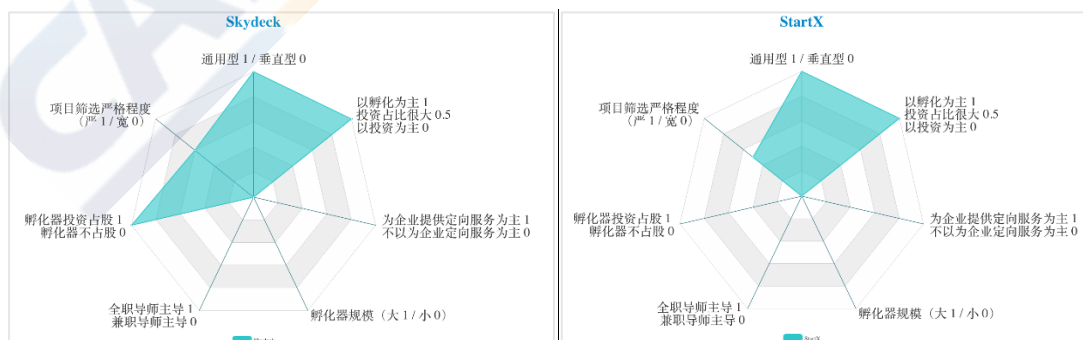 Skydeck
通用型 1 / 垂直型 0
以孵化为主 1
投资占比很大 0.5
以投资为主 0
项目筛选严格程度
（严 1 / 宽 0）
孵化器投资占股 1
孵化器不占股 0
为企业提供定向服务为主 1
不以为企业定向服务为主 0
全职导师主导 1
兼职导师主导 0
孵化器规模（大 1 / 小 0）
StartX
通用型 1 / 垂直型 0
以孵化为主 1
投资占比很大 0.5
以投资为主 0
项目筛选严格程度
（严 1 / 宽 0）
孵化器投资占股 1
孵化器不占股 0
为企业提供定向服务为主 1
不以为企业定向服务为主 0
全职导师主导 1
兼职导师主导 0
孵化器规模（大 1 / 小 0）
StartX